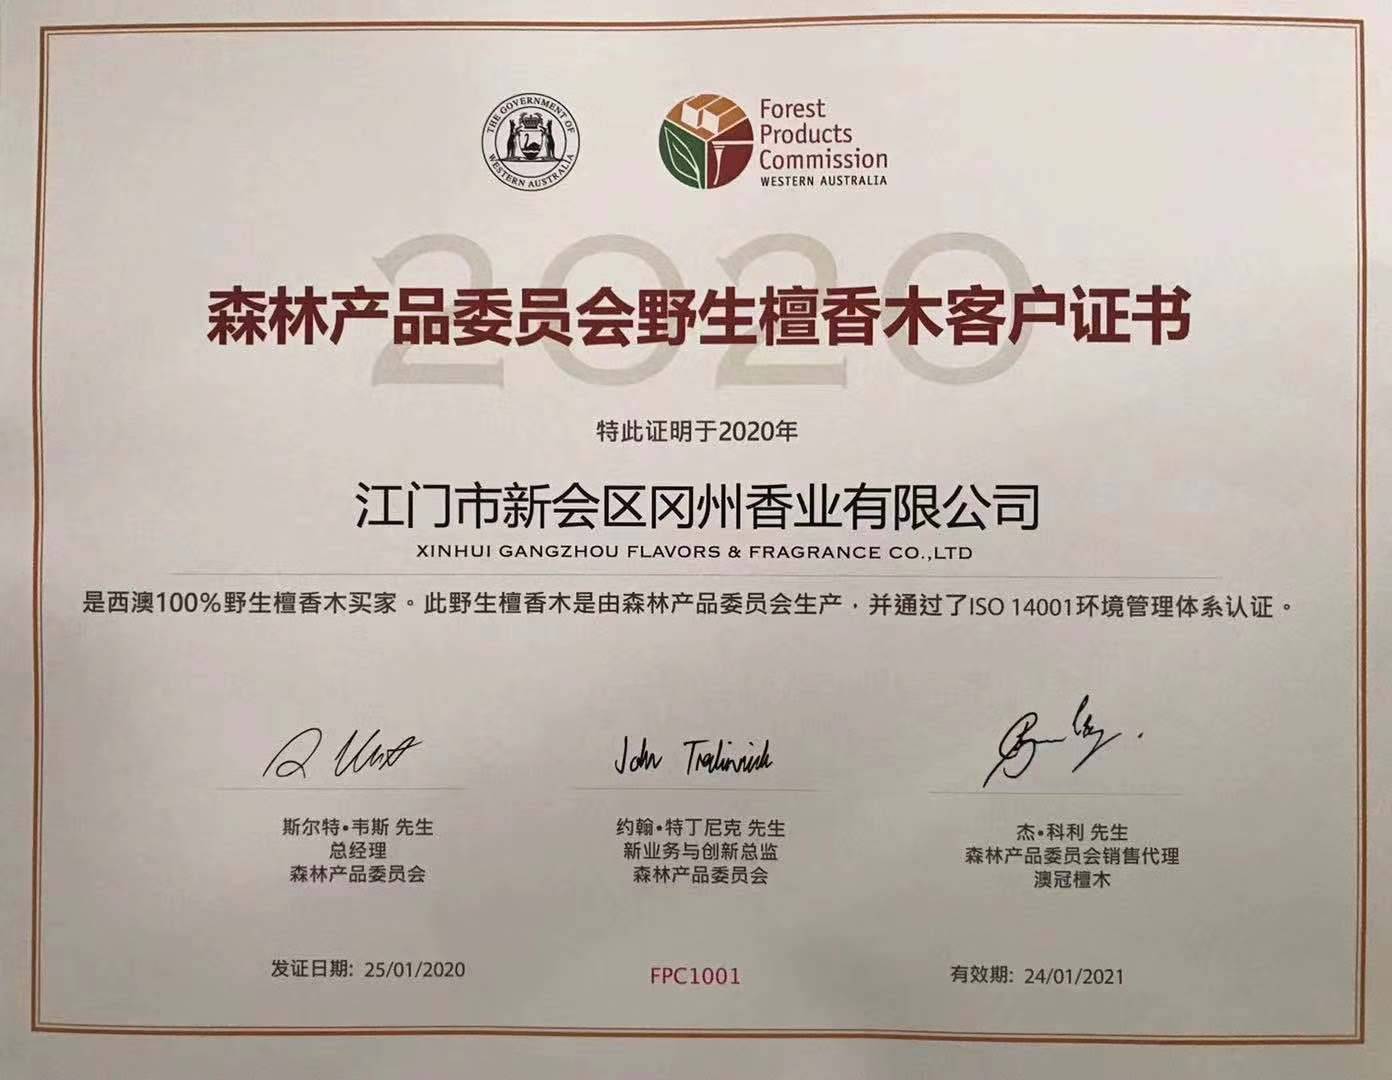 THE GOVERNMENT OF
WESTERN AUSTRALIA
Forest
Products
Commission
WESTERN AUSTRALIA
2020
森林产品委员会野生檀香木客户证书
特此证明于2020年
江门市新会区冈州香业有限公司
XINHUI GANGZHOU FLAVORS & FRAGRANCE CO.,LTD
是西澳100%野生檀香木买家。此野生檀香木是由森林产品委员会生产，并通过了ISO 14001环境管理体系认证。
John
斯尔特•韦斯 先生
总经理
森林产品委员会
约翰•特丁尼克 先生
新业务与创新总监
森林产品委员会
杰•科利 先生
森林产品委员会销售代理
澳冠檀木
发证日期: 25/01/2020
FPC1001
有效期: 24/01/2021